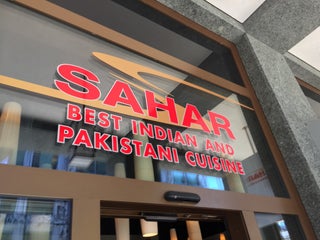 SAHAR
BEST INDIAN AND
PAKISTANI CUISINE